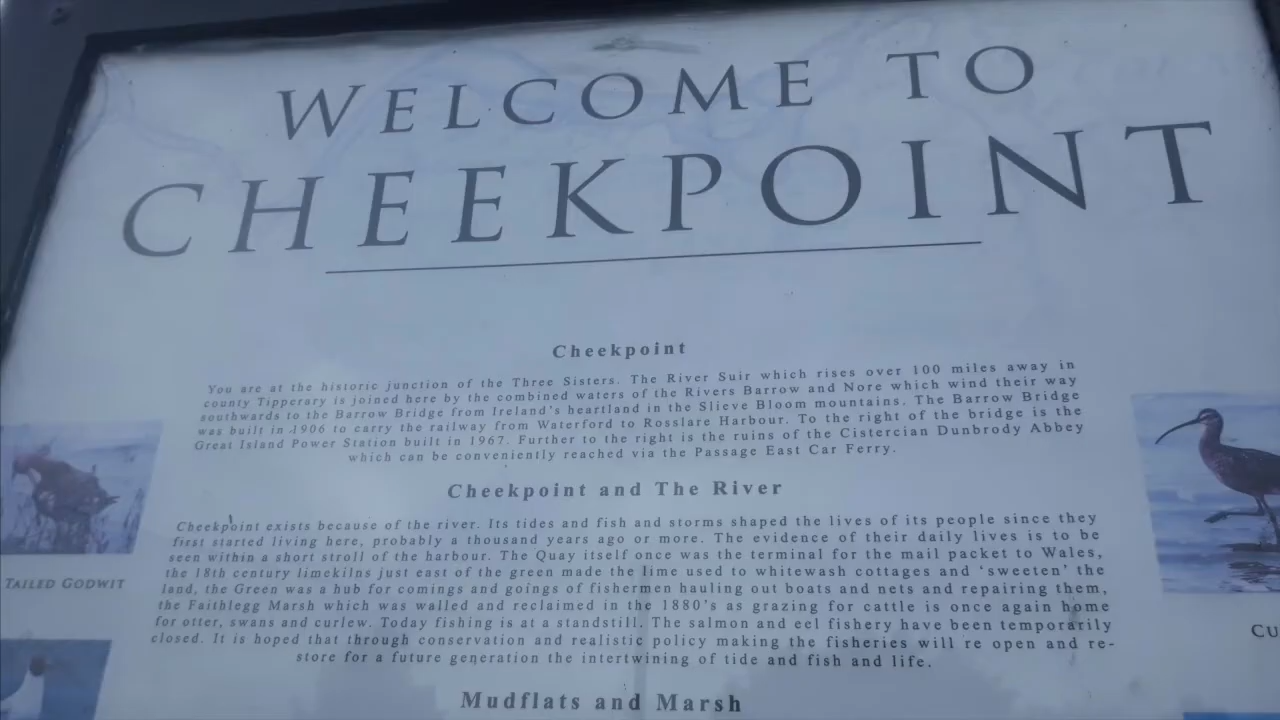 WELCOME TO
CHEEKPOINT
Cheekpoint
You are at the historic junction of the Three Sisters. The River Suir which rises over 100 miles away in
county Tipperary is joined here by the combined waters of the Rivers Barrow and Nore which wind their way
southwards to the Barrow Bridge from Ireland's heartland in the Slieve Bloom mountains. The Barrow Bridge
was built in 1906 to carry the railway from Waterford to Rosslare Harbour. To the right of the bridge is the
Great Island Power Station built in 1967. Further to the right is the ruins of the Cistercian Dunbrody Abbey
which can be conveniently reached via the Passage East Car Ferry.
Cheekpoint and The River
Cheekpoint exists because of the river. Its tides and fish and storms shaped the lives of its people since they
first started living here, probably a thousand years ago or more. The evidence of their daily lives is to be
seen within a short stroll of the harbour. The Quay itself once was the terminal for the mail packet to Wales,
the 18th century limekilns just east of the green made the lime used to whitewash cottages and 'sweeten' the
land, the Green was a hub for comings and goings of fishermen hauling out boats and nets and repairing them,
the Faithlegg Marsh which was walled and reclaimed in the 1880's as grazing for cattle is once again home
for otter, swans and curlew. Today fishing is at a standstill. The salmon and eel fishery have been temporarily
closed. It is hoped that through conservation and realistic policy making the fisheries will re open and re-
store for a future generation the intertwining of tide and fish and life.
TAILED GODWIT
CU
Mudflats and Marsh